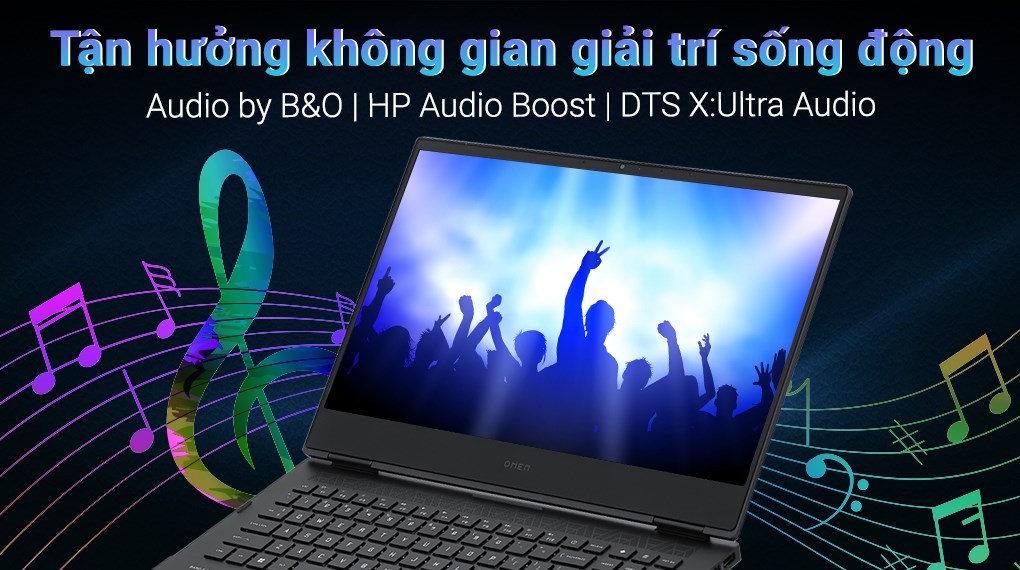 Tận hưởng không gian giải trí sống động
Audio by B&O | HP Audio Boost | DTS X:Ultra Audio
OMEN